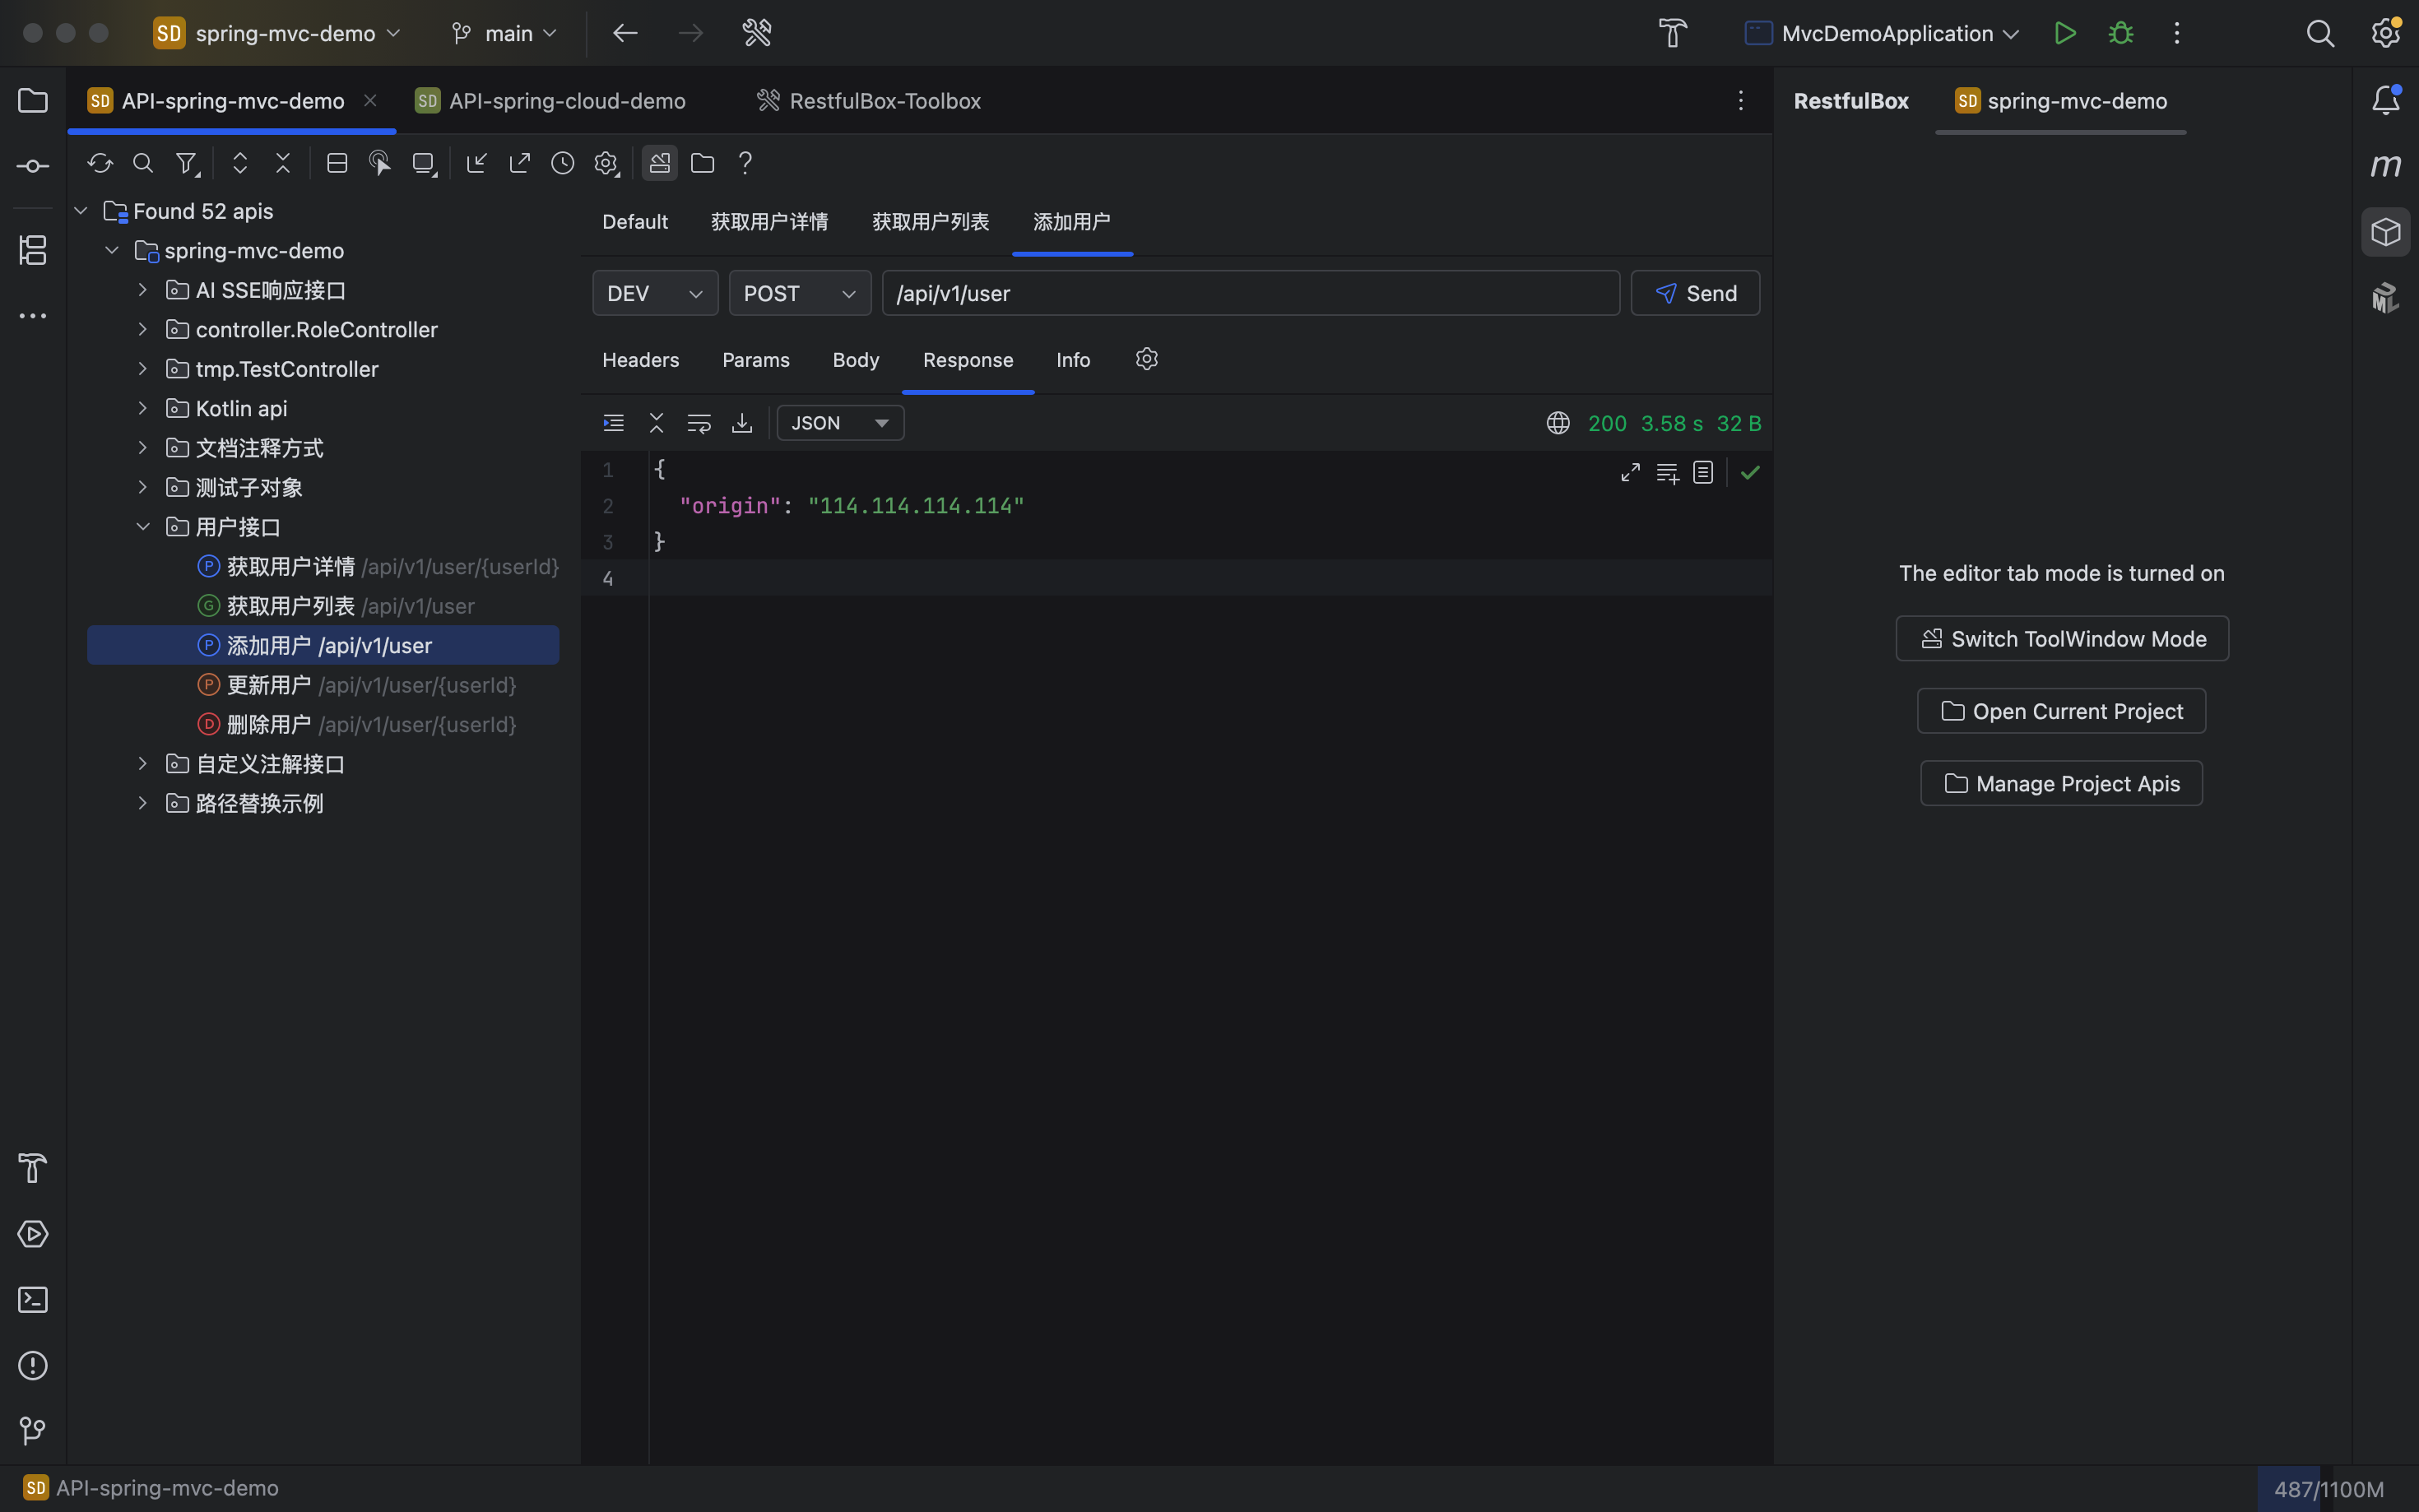 SD spring-mvc-demo main MvcDemoApplication
SD API-spring-mvc-demo SD API-spring-cloud-demo RestfulBox-Toolbox
RestfulBox SD spring-mvc-demo
Found 52 apis
spring-mvc-demo
AI SSE响应接口
controller.RoleController
tmp.TestController
Kotlin api
文档注释方式
测试子对象
用户接口
P 获取用户详情 /api/v1/user/{userId}
G 获取用户列表 /api/v1/user
P 添加用户 /api/v1/user
P 更新用户 /api/v1/user/{userId}
D 删除用户 /api/v1/user/{userId}
自定义注解接口
路径替换示例
Default 获取用户详情 获取用户列表 添加用户
DEV POST /api/v1/user Send
Headers Params Body Response Info
JSON 200 3.58 s 32 B
1 {
2 "origin": "114.114.114.114"
3 }
4
The editor tab mode is turned on
Switch ToolWindow Mode
Open Current Project
Manage Project Apis
m
UML
SD API-spring-mvc-demo
487/1100M